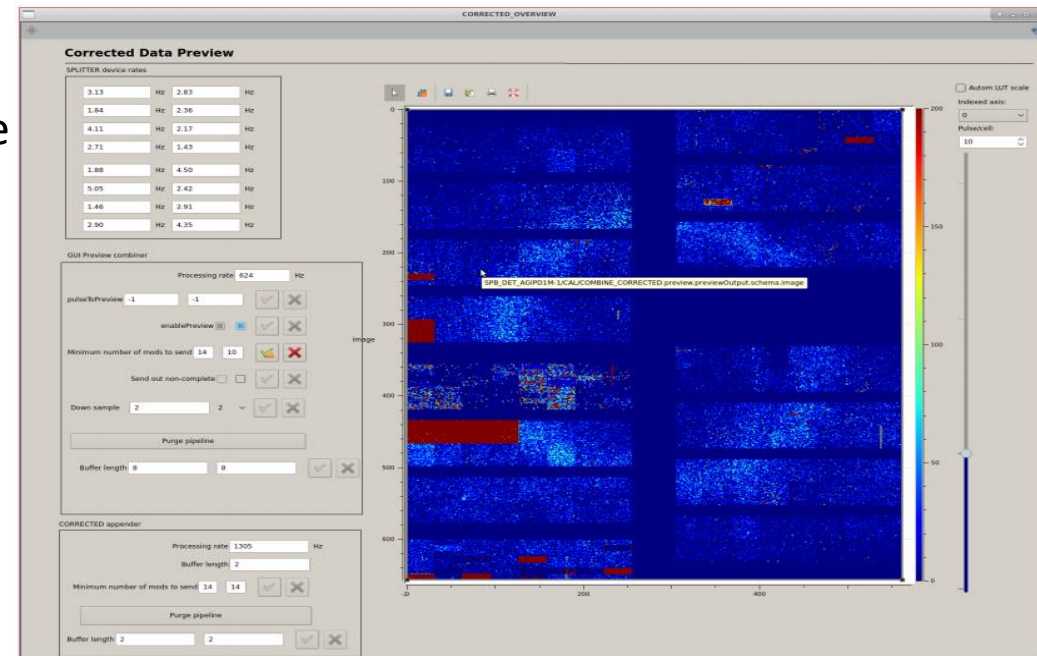 CORRECTED_OVERVIEW
Corrected Data Preview
SPLITTER device rates
3.13 Hz 2.83 Hz
1.84 Hz 2.36 Hz
4.11 Hz 2.17 Hz
2.71 Hz 1.43 Hz
1.88 Hz 4.50 Hz
5.05 Hz 2.42 Hz
1.46 Hz 2.91 Hz
2.90 Hz 4.35 Hz
e
GUI Preview combiner
Processing rate 624 Hz
pulseToPreview -1 -1
enablePreview
Minimum number of mods to send 14 10
Send out non-complete
Down sample 2 2
Purge pipeline
Buffer length 8 8
CORRECTED appender
Processing rate 1305 Hz
Buffer length 2
Minimum number of mods to send 14 14
Purge pipeline
Buffer length 2 2
image
0
100
200
300
400
500
600
SPB_DET_AGIPD1M-1/CAL/COMBINE_CORRECTED.preview.previewOutput.schema.image
200 400
200
150
100
50
0
Autom LUT scale
Indexed axis:
0
Pulse/cell:
10